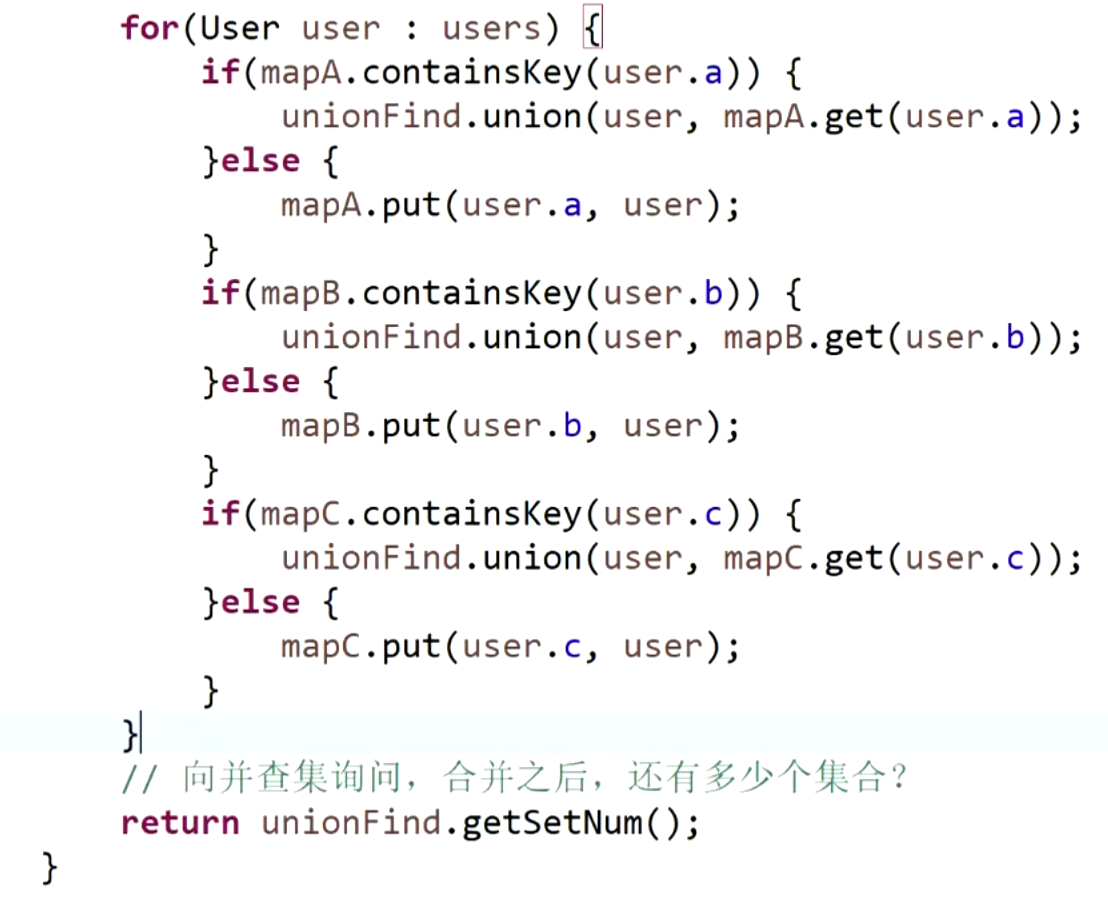 for(User user : users) {
if(mapA.containsKey(user.a)) {
unionFind.union(user, mapA.get(user.a));
}else {
mapA.put(user.a, user);
}
if(mapB.containsKey(user.b)) {
unionFind.union(user, mapB.get(user.b));
}else {
mapB.put(user.b, user);
}
if(mapC.containsKey(user.c)) {
unionFind.union(user, mapC.get(user.c));
}else {
mapC.put(user.c, user);
}
}
// 向并查集询问，合并之后，还有多少个集合？
return unionFind.getSetNum();
}